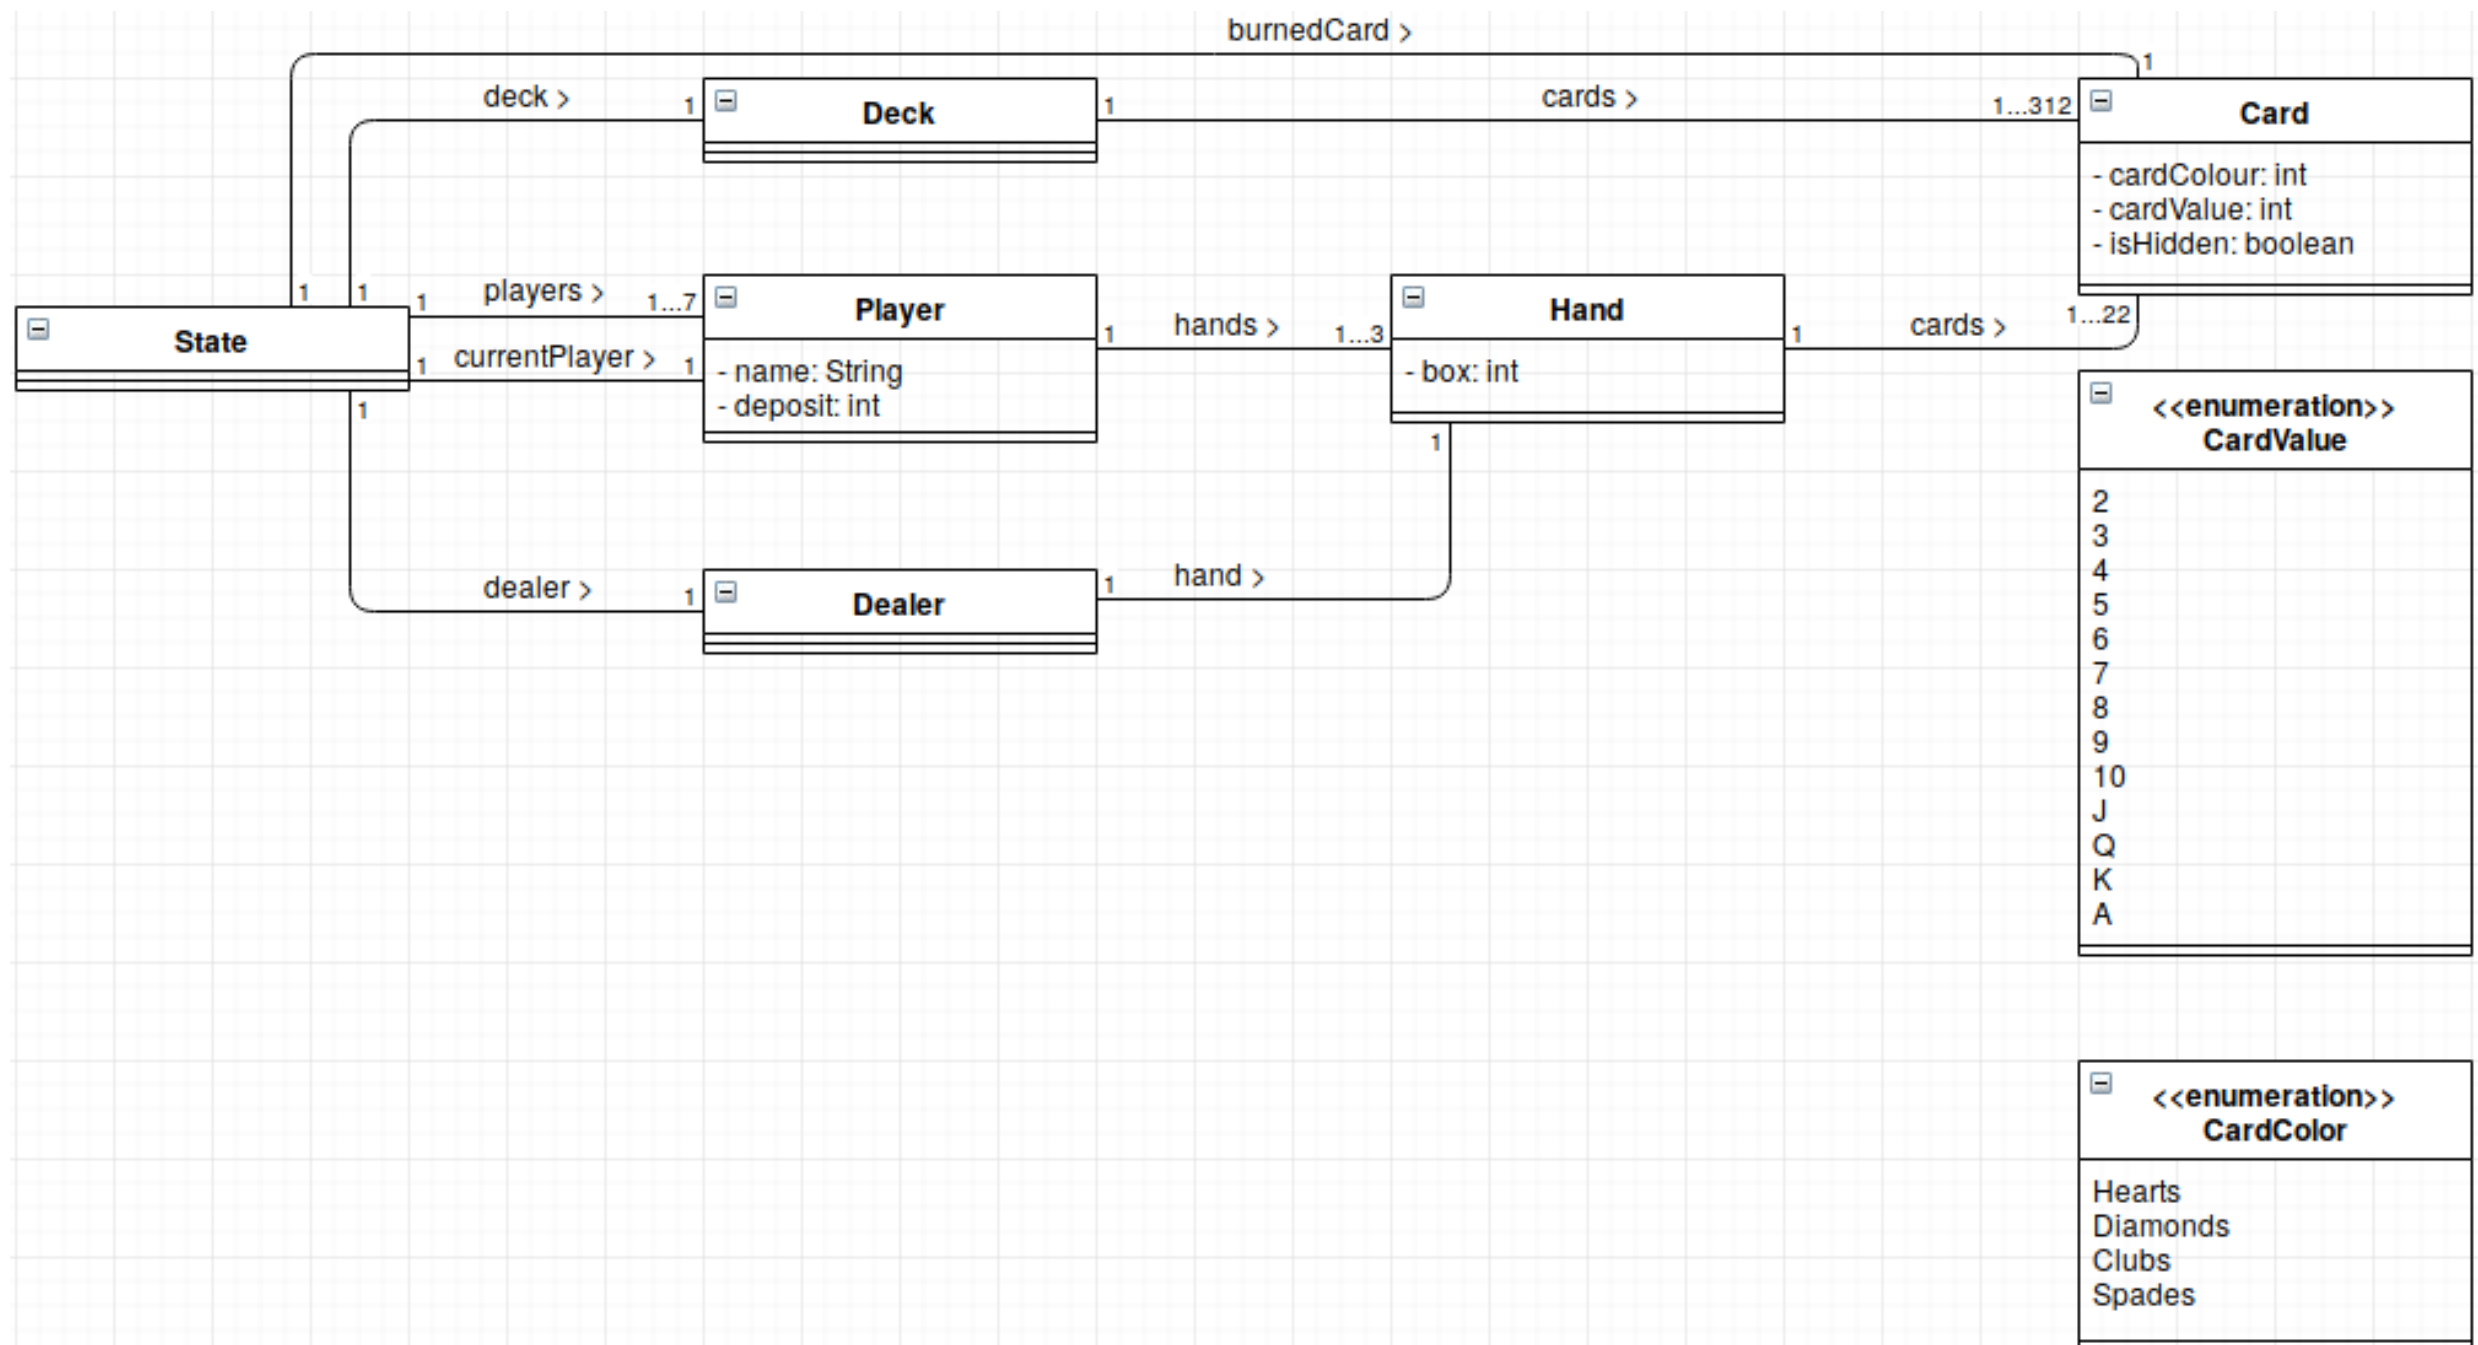 burnedCard >
1
deck >
1
Deck
1
cards >
1...312
Card
- cardColour: int
- cardValue: int
- isHidden: boolean
1
1
1
players >
1...7
Player
- name: String
- deposit: int
State
1
currentPlayer >
1
1
hands >
1...3
Hand
- box: int
1
cards >
1...22
1
dealer >
1
Dealer
1
hand >
1
<<enumeration>>
CardValue
2
3
4
5
6
7
8
9
10
J
Q
K
A
<<enumeration>>
CardColor
Hearts
Diamonds
Clubs
Spades